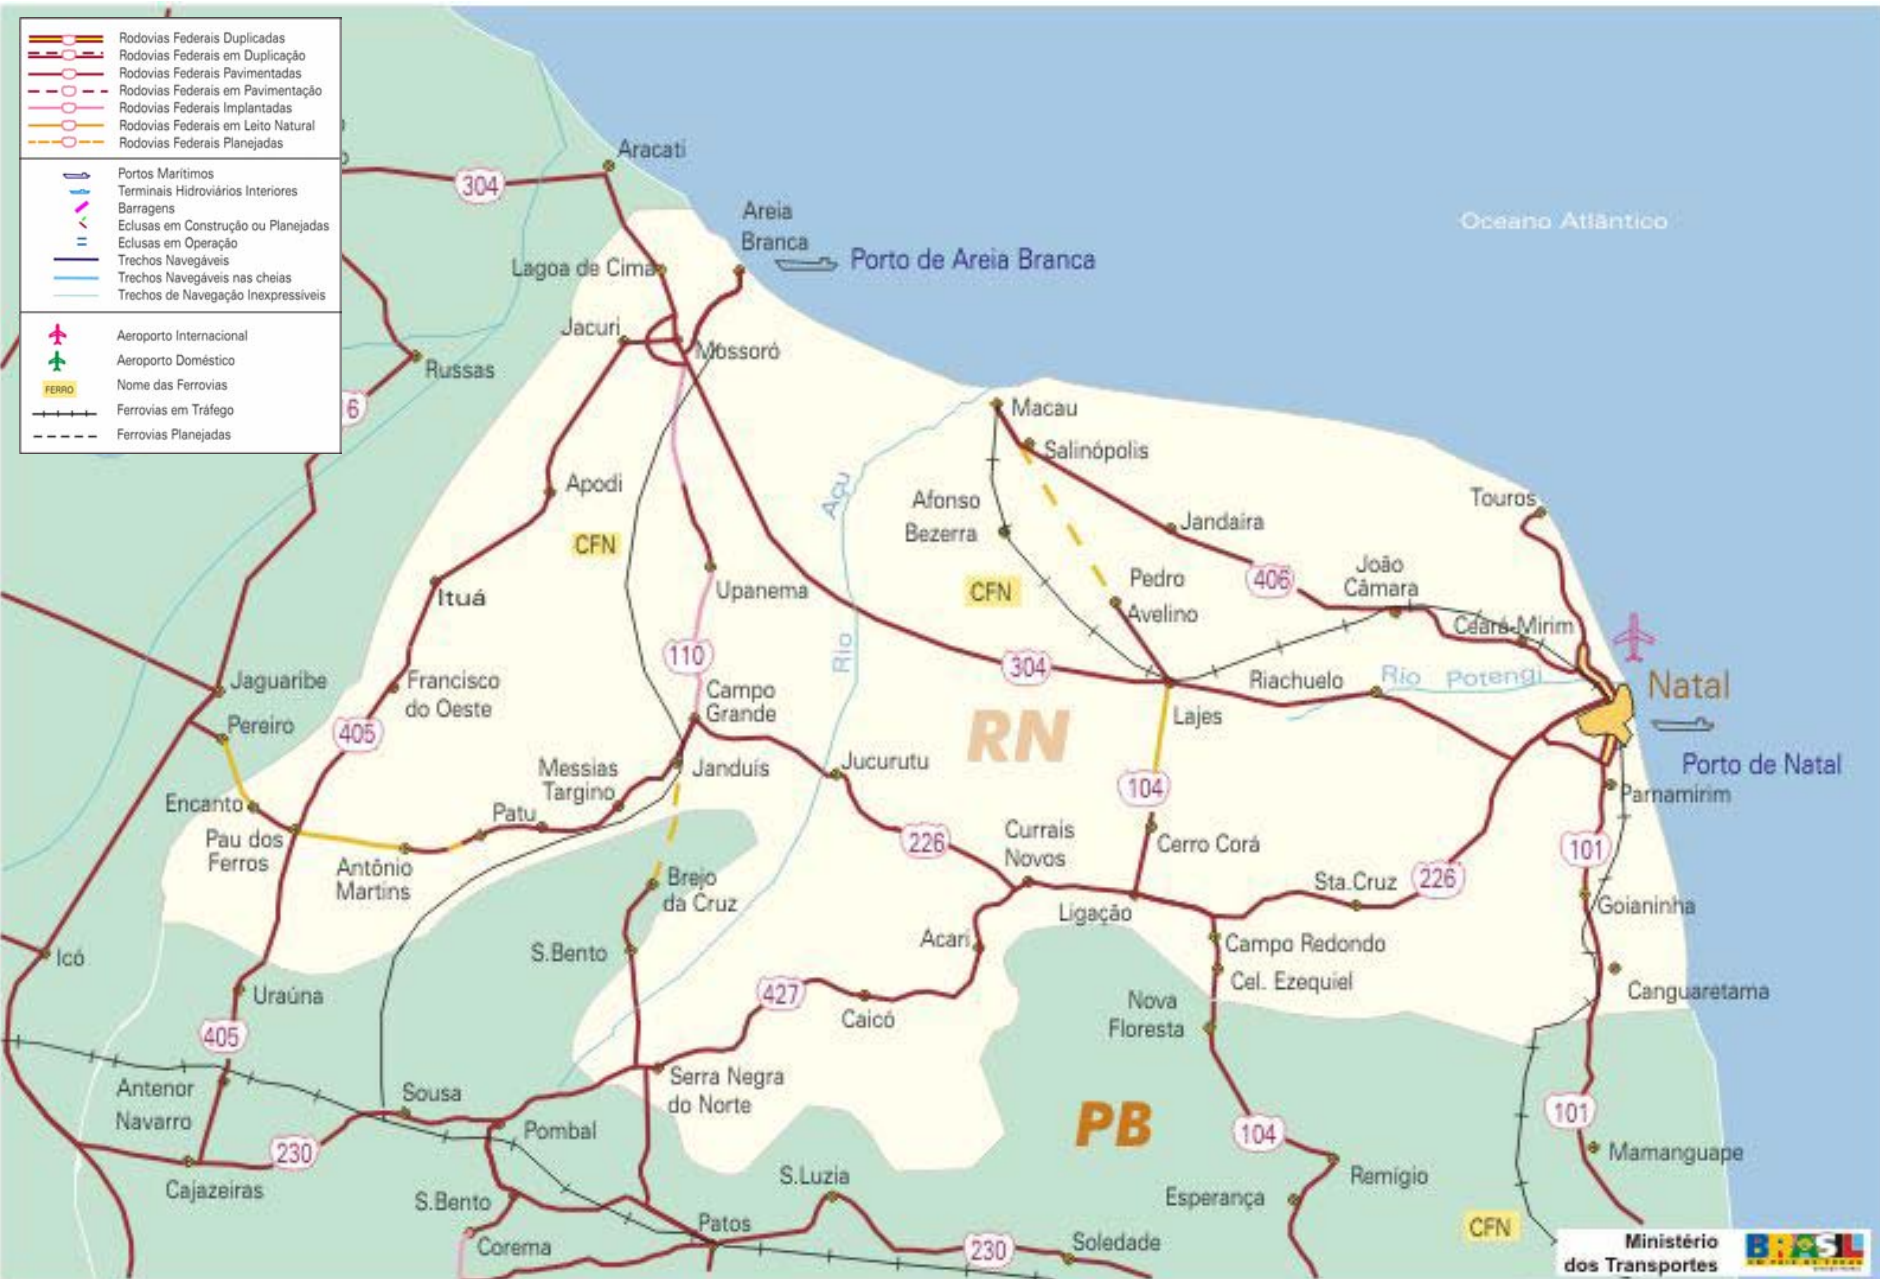 Rodovias Federais Duplicadas
Rodovias Federais em Duplicação
Rodovias Federais Pavimentadas
Rodovias Federais em Pavimentação
Rodovias Federais Implantadas
Rodovias Federais em Leito Natural
Rodovias Federais Planejadas
Portos Marítimos
Terminais Hidroviários Interiores
Barragens
Eclusas em Construção ou Planejadas
Eclusas em Operação
Trechos Navegáveis
Trechos Navegáveis nas cheias
Trechos de Navegação Inexpressíveis
Aeroporto Internacional
Aeroporto Doméstico
FERRO
Nome das Ferrovias
Ferrovias em Tráfego
Ferrovias Planejadas
Aracati
304
Areia
Branca
Porto de Areia Branca
Oceano Atlântico
Lagoa de Cima
Jacuri
Mossoró
Russas
6
Macau
Salinópolis
Apodi
Açu
Afonso
Bezerra
Touros
Jandaíra
CFN
CFN
Pedro
Avelino
406
João
Câmara
Ituá
Upanema
Ceará-Mirim
Rio
110
304
Jaguaribe
Francisco
do Oeste
Campo
Grande
Riachuelo
Rio Potengi
Natal
Pereiro
405
RN
Lajes
Messias
Targino
Janduís
Jucurutu
Porto de Natal
104
Parnamirim
Encanto
Patu
Pau dos
Ferros
226
Currais
Novos
Cerro Corá
101
Antônio
Martins
Brejo
da Cruz
Sta.Cruz
226
Ligação
Goianinha
Icó
S.Bento
Acari
Campo Redondo
Cel. Ezequiel
Uraúna
427
Caicó
Nova
Floresta
Canguaretama
405
Antenor
Navarro
Sousa
Serra Negra
do Norte
Pombal
PB
104
101
230
Cajazeiras
S.Bento
S.Luzia
Esperança
Remígio
Mamanguape
Corema
Patos
230
Soledade
CFN
Ministério
dos Transportes
BRASIL